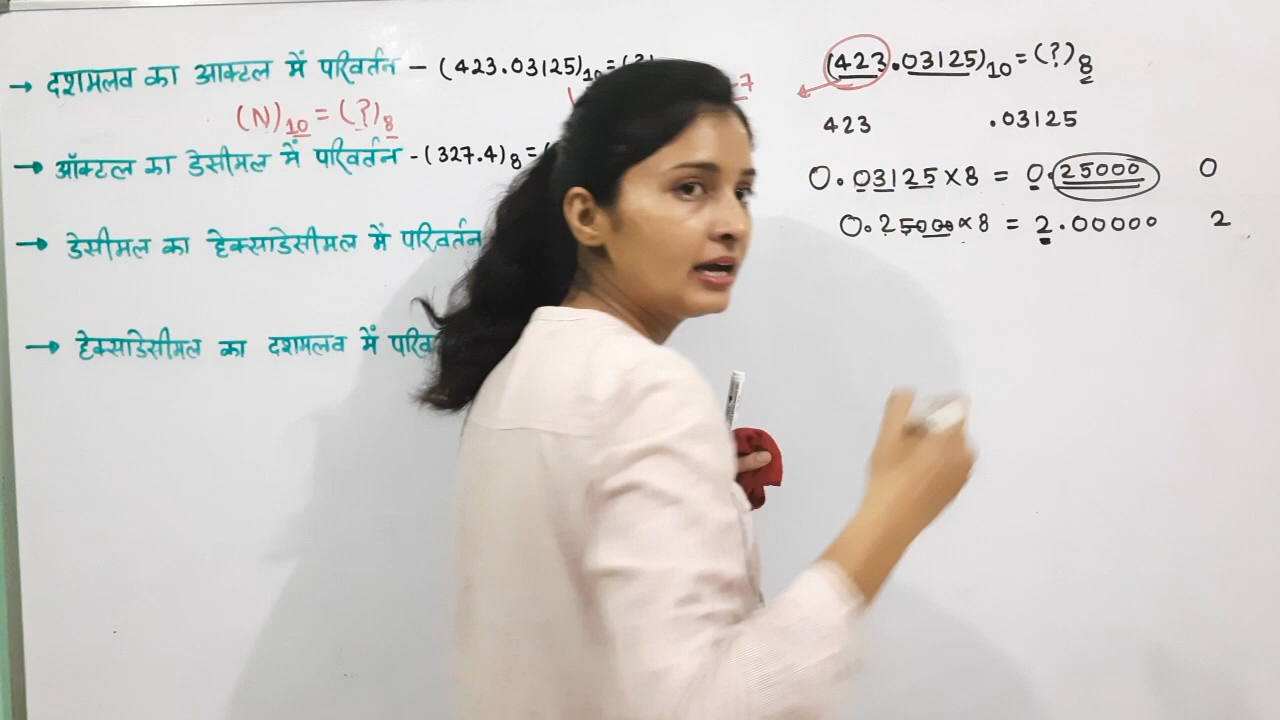 → दशमलव का आक्टल में परिवर्तन – (423.03125)10=(?)
(N)10 = (?)8
7
→ ऑक्टल का डेसीमल में परिवर्तन -(327.4)8=(
→ डेसीमल का हेक्साडेसीमल में परिवर्तन
→ हेक्साडेसीमल का दशमलव में
(423.03125)10=(?)8
423 .03125
0.03125×8 = 0.25000 0
0.25000×8 = 2.00000 2